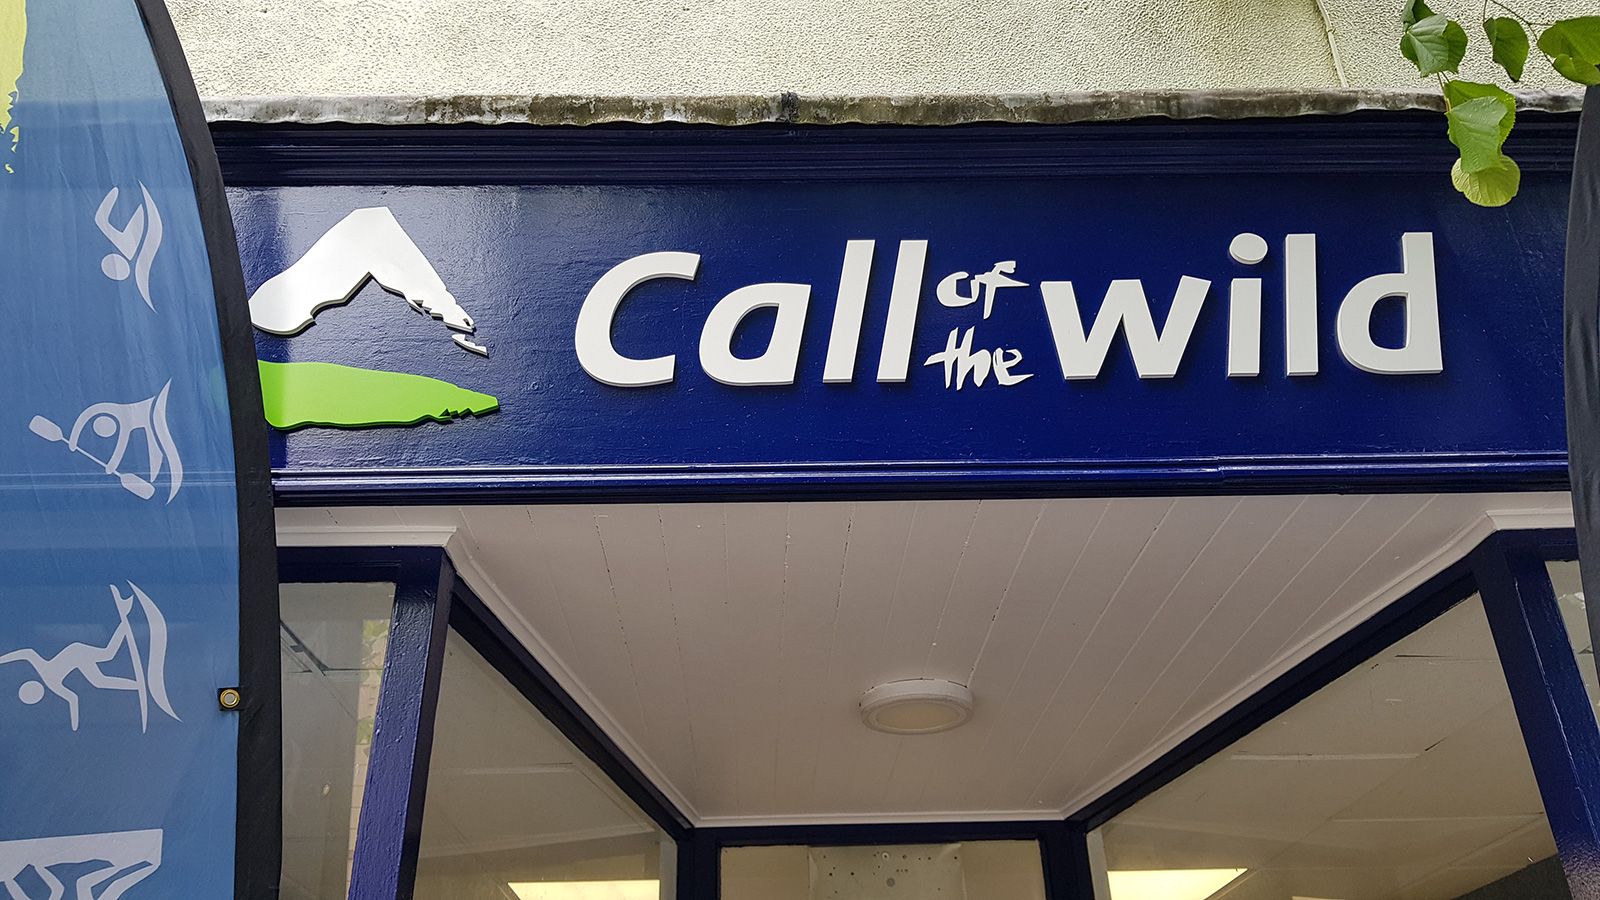 Call of the wild